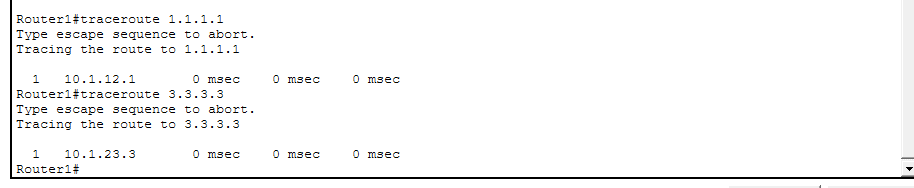 Router1#traceroute 1.1.1.1
Type escape sequence to abort.
Tracing the route to 1.1.1.1
1 10.1.12.1 0 msec 0 msec 0 msec
Router1#traceroute 3.3.3.3
Type escape sequence to abort.
Tracing the route to 3.3.3.3
1 10.1.23.3 0 msec 0 msec 0 msec
Router1#